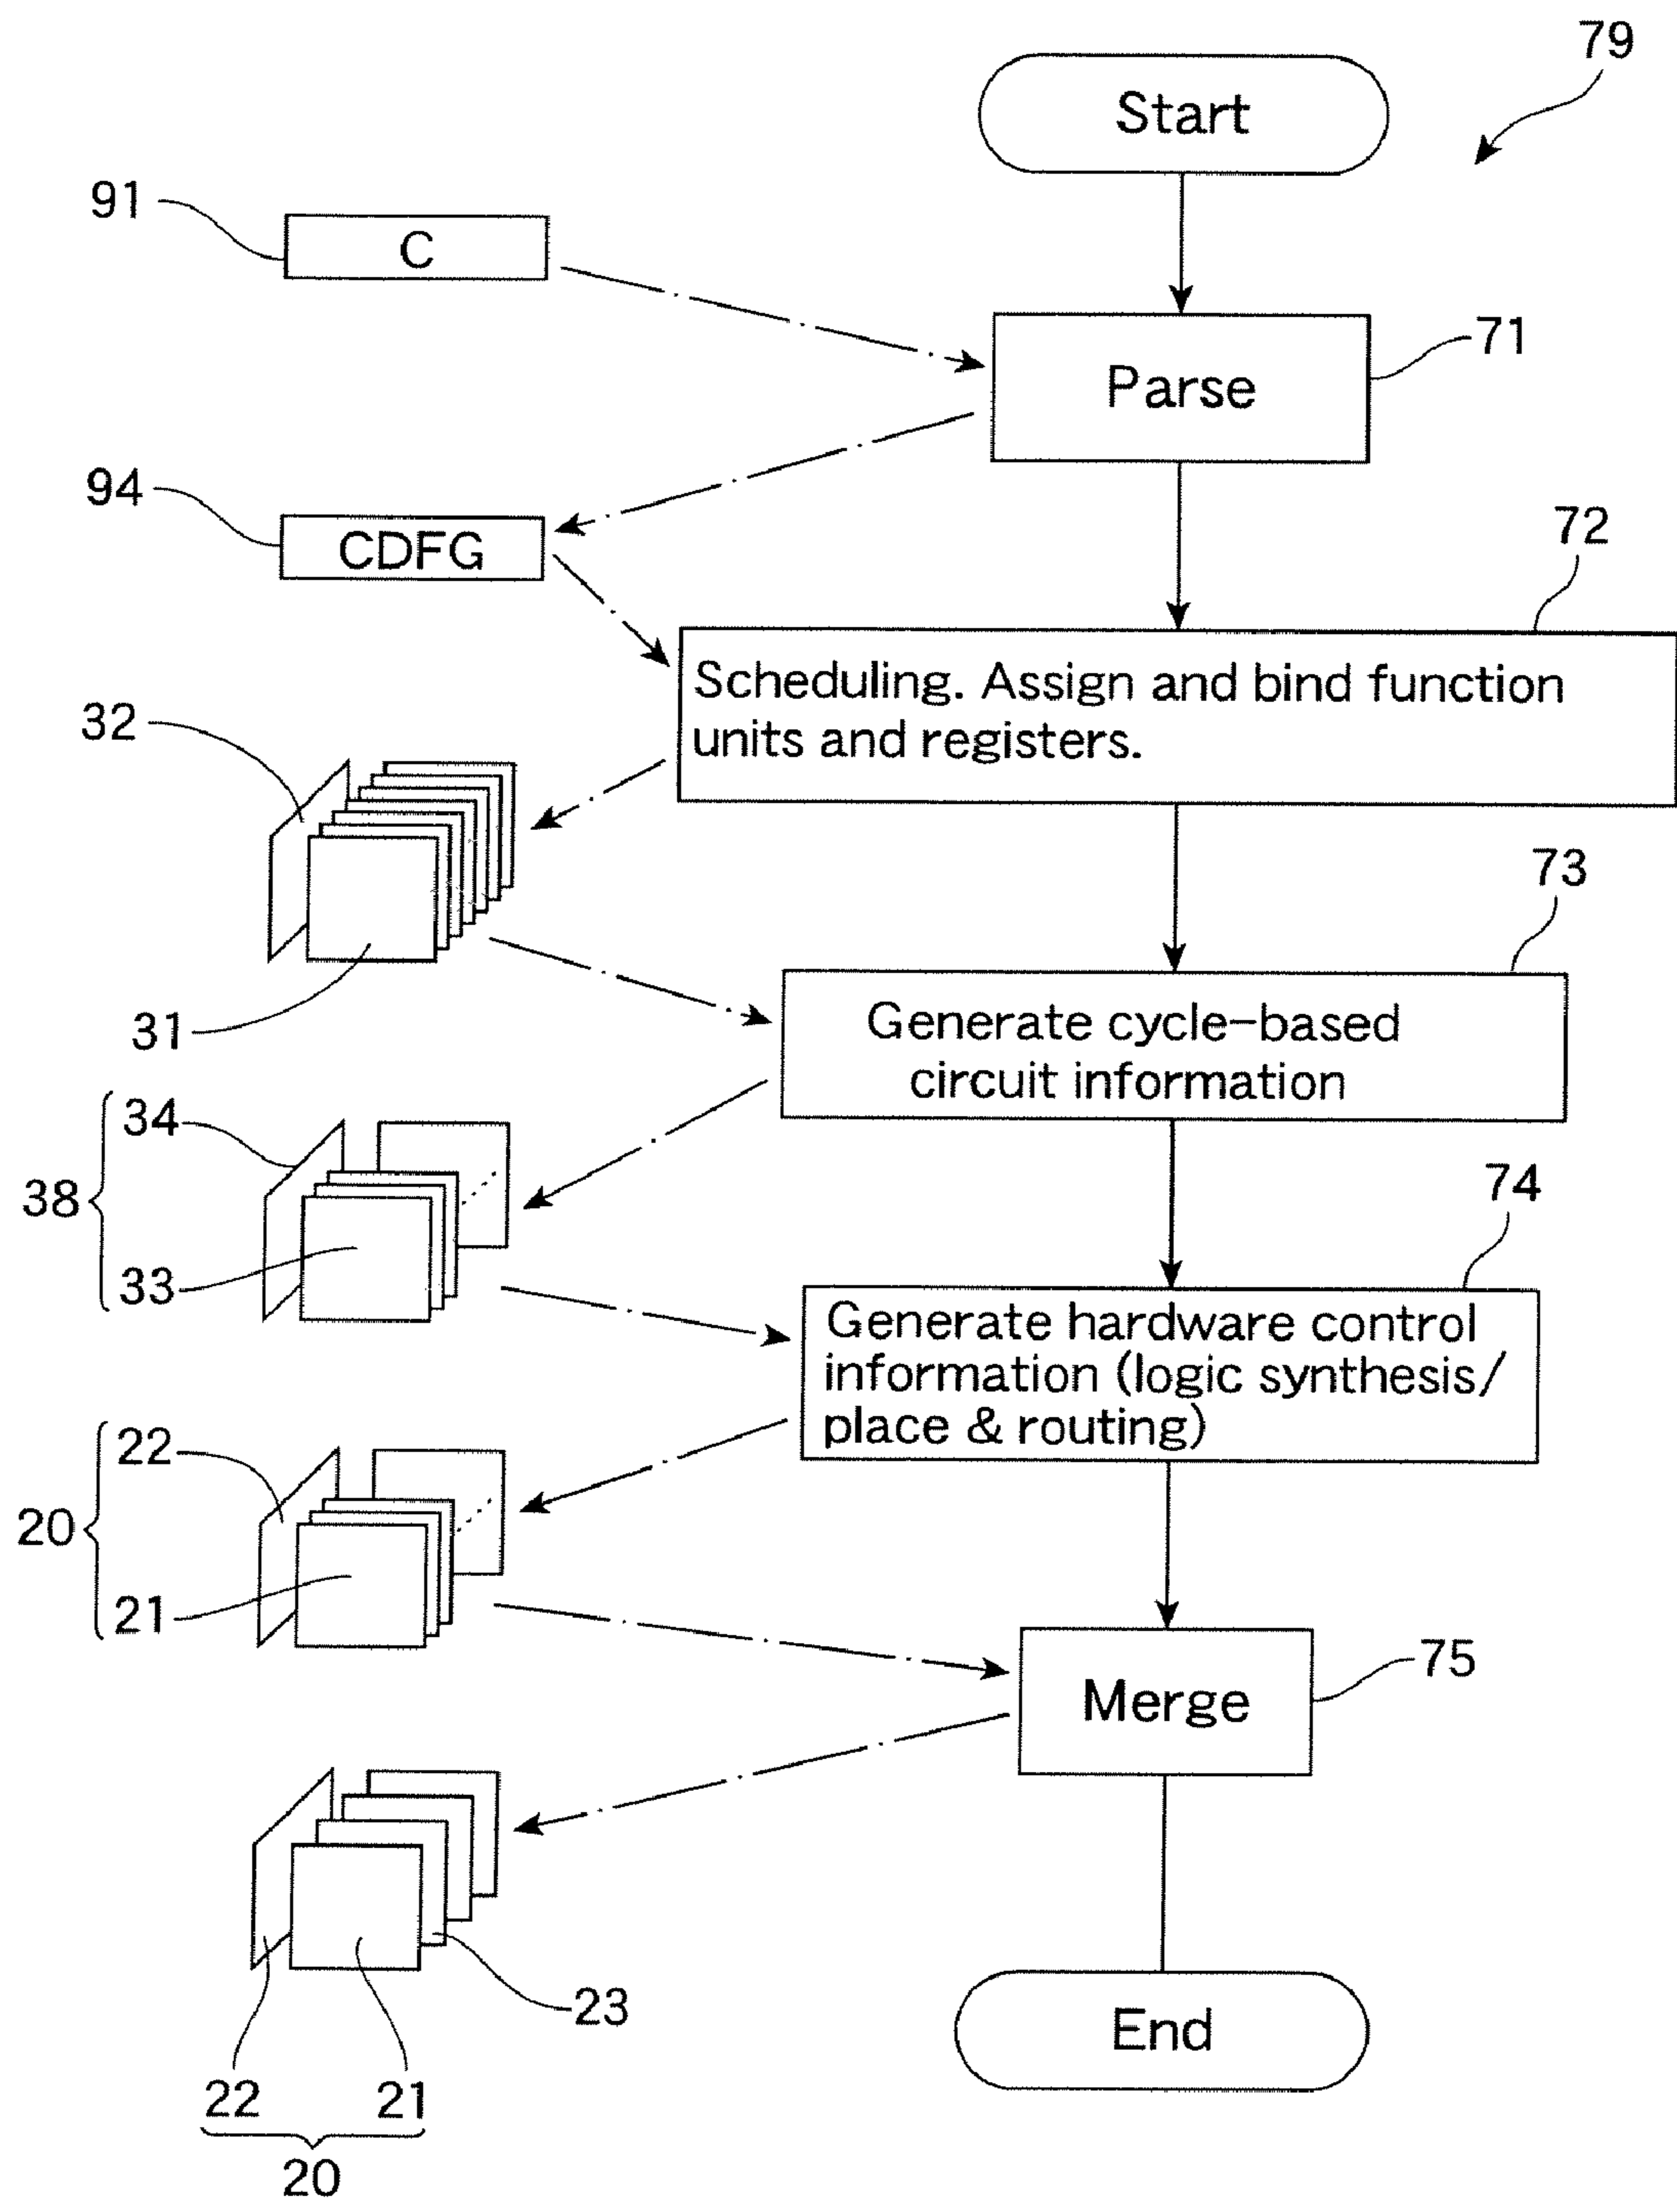 79
Start
91
C
71
Parse
94
CDFG
72
Scheduling. Assign and bind function
units and registers.
32
31
73
Generate cycle-based
circuit information
34
38
33
74
Generate hardware control
information (logic synthesis/
place & routing)
22
20
21
75
Merge
23
22
21
20
End